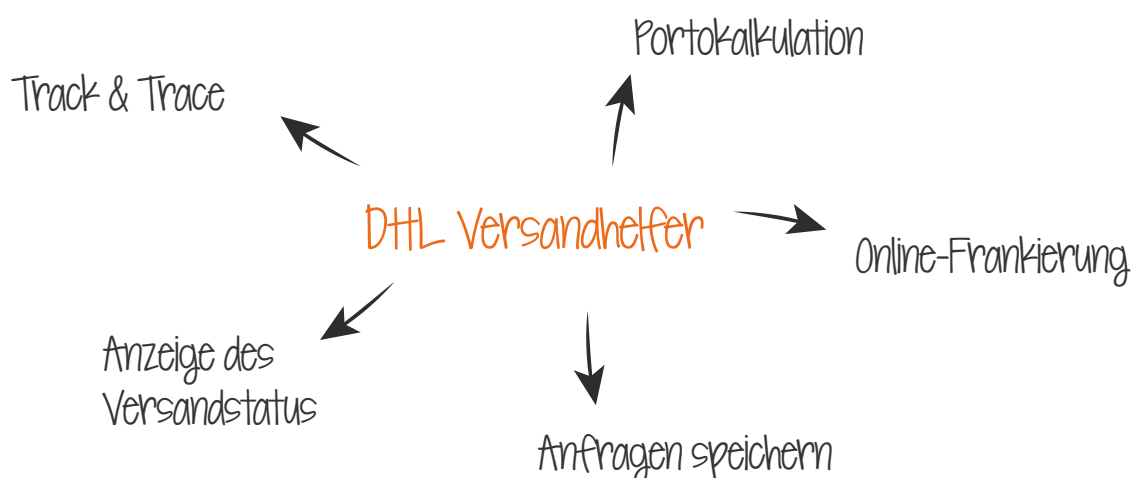 Portokalkulation
Track & Trace
DHL Versandhelfer
Online-Frankierung
Anzeige des
Versandstatus
Anfragen speichern